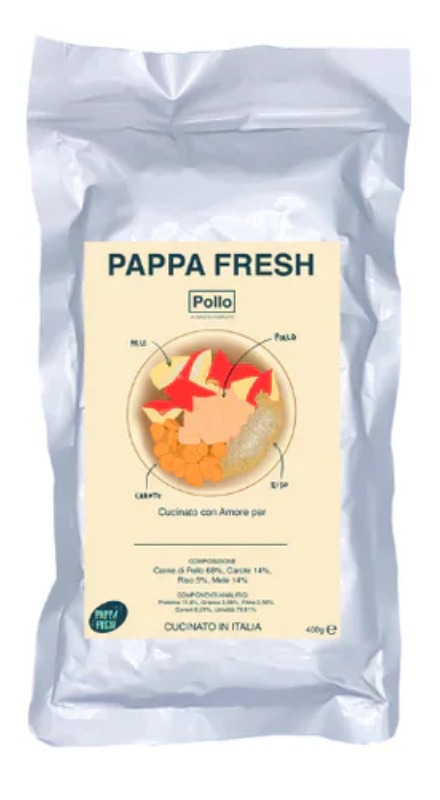 PAPPA FRESH
Pollo
MELE
POLLO
CAROTE
RISO
Cucinato con Amore per
COMPOSIZIONE
Carne di Pollo 68%, Carote 14%,
Riso 5%, Mele 14%
COMPONENTI ANALITICI
PAPPA
FRESH
CUCINATO IN ITALIA
400g ℮